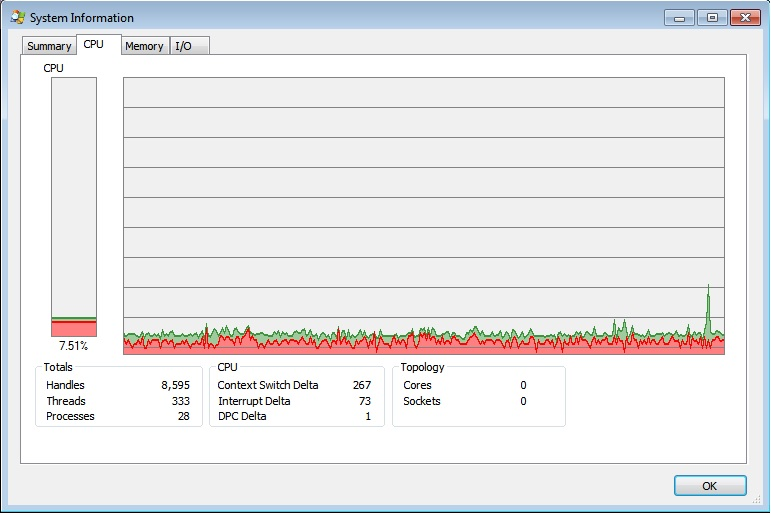 System Information
Summary CPU Memory I/O
CPU
7.51%
Totals
Handles 8,595
Threads 333
Processes 28
CPU
Context Switch Delta 267
Interrupt Delta 73
DPC Delta 1
Topology
Cores 0
Sockets 0
OK